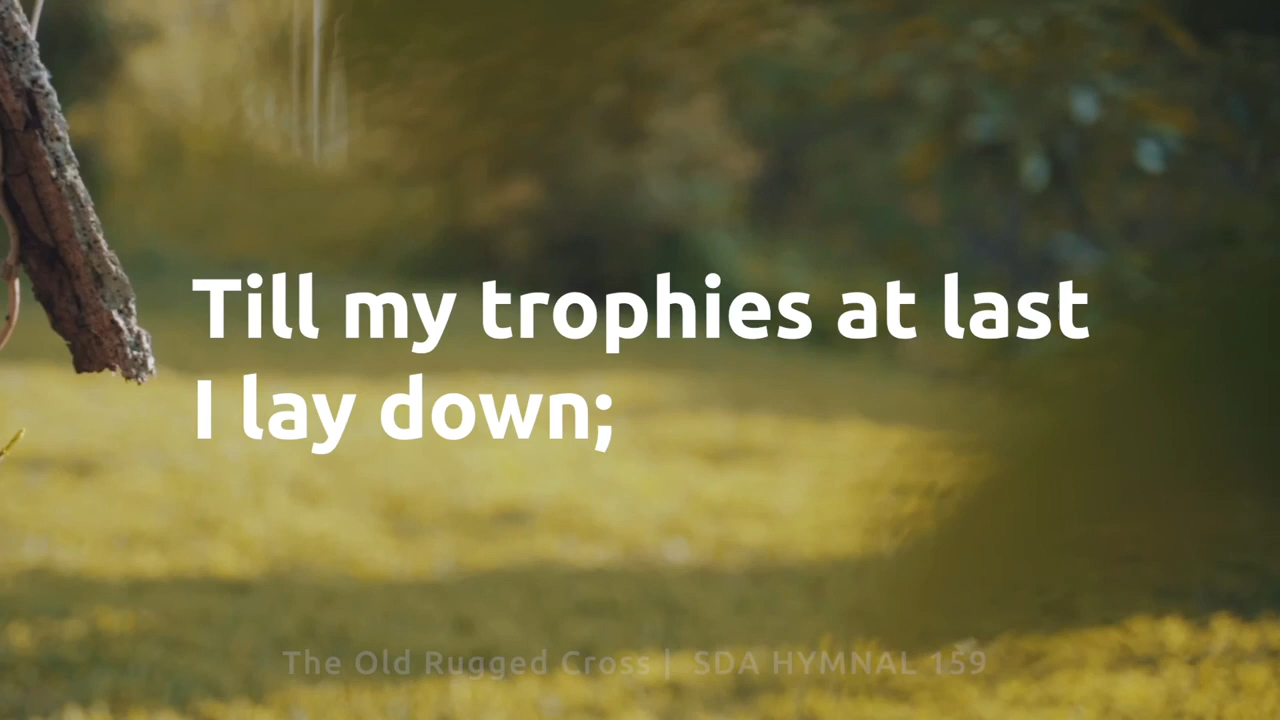 Till my trophies at last
I lay down;
The Old Rugged Cross | SDA HYMNAL 159